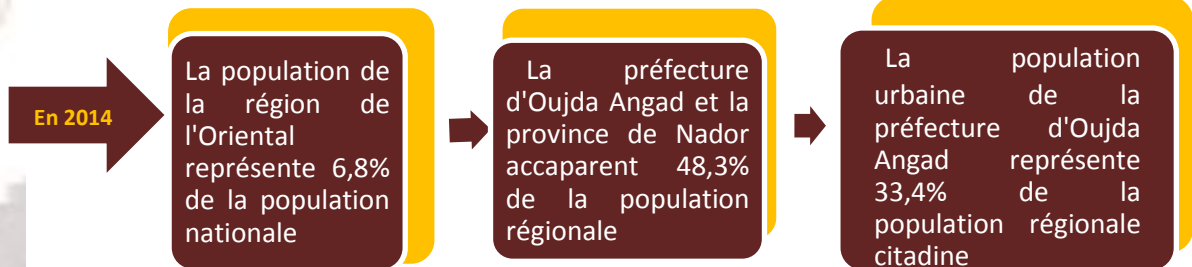 En 2014
La population de
la région de
l'Oriental
représente 6,8%
de la population
nationale
La préfecture
d'Oujda Angad et la
province de Nador
accaparent 48,3%
de la population
régionale
La population
urbaine de la
préfecture d'Oujda
Angad représente
33,4% de la
population régionale
citadine